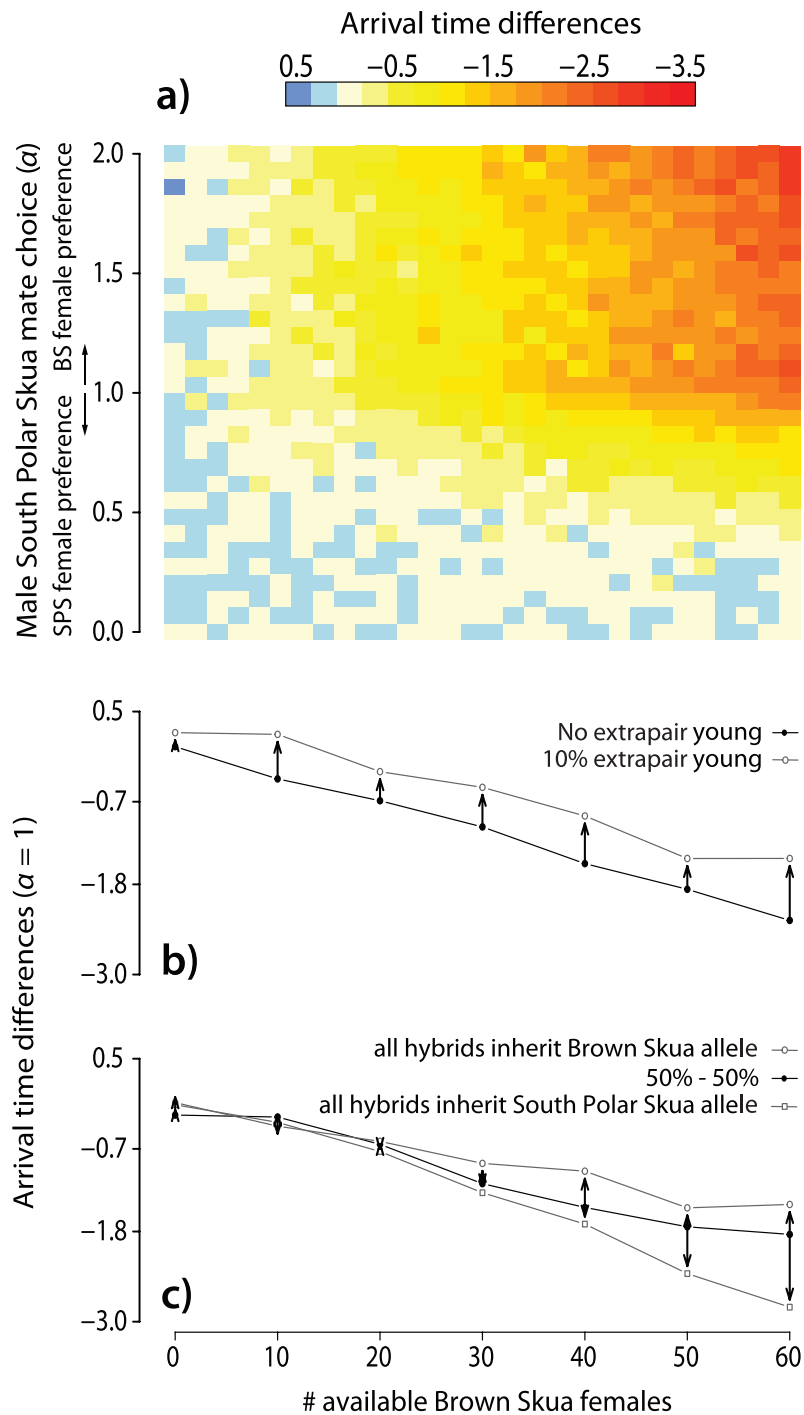 Arrival time differences
0.5 −0.5 −1.5 −2.5 −3.5
a)
Male South Polar Skua mate choice (α)
SPS female preference BS female preference
2.0
1.5
1.0
0.5
0.0
Arrival time differences (α = 1)
0.5
−0.7
−1.8
−3.0
No extrapair young
10% extrapair young
b)
0.5
−0.7
−1.8
−3.0
all hybrids inherit Brown Skua allele
50% - 50%
all hybrids inherit South Polar Skua allele
c)
0 10 20 30 40 50 60
# available Brown Skua females